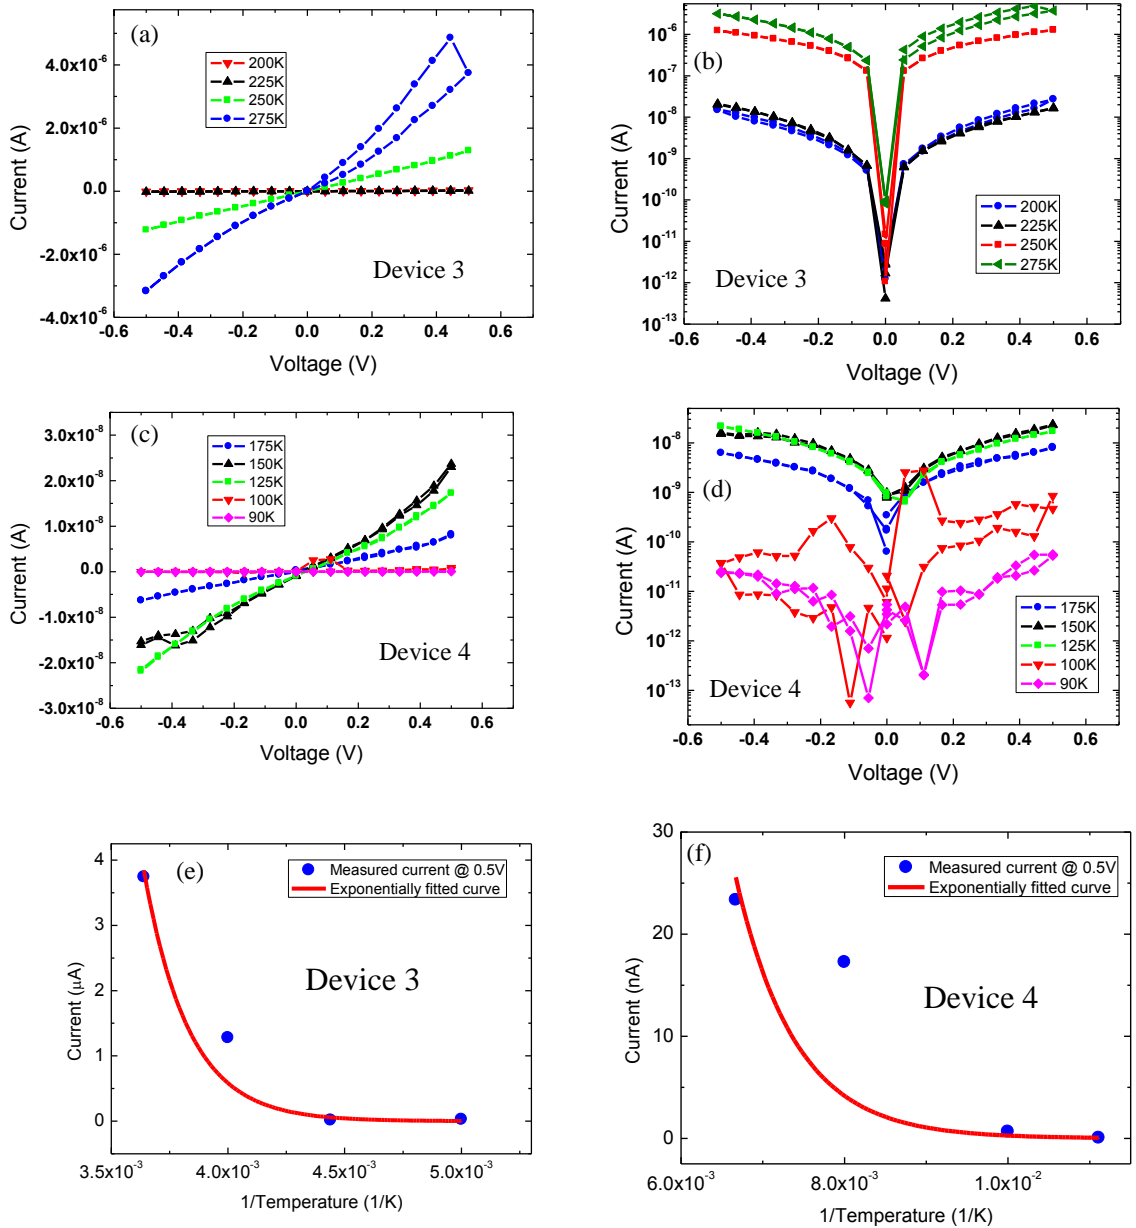 (a)
Current (A)
4.0x10⁻⁶
2.0x10⁻⁶
0.0
-2.0x10⁻⁶
-4.0x10⁻⁶
200K
225K
250K
275K
Device 3
-0.6 -0.4 -0.2 0.0 0.2 0.4 0.6
Voltage (V)
(b)
Current (A)
10⁻⁶
10⁻⁷
10⁻⁸
10⁻⁹
10⁻¹⁰
10⁻¹¹
10⁻¹²
10⁻¹³
200K
225K
250K
275K
Device 3
-0.6 -0.4 -0.2 0.0 0.2 0.4 0.6
Voltage (V)
(c)
Current (A)
3.0x10⁻⁸
2.0x10⁻⁸
1.0x10⁻⁸
0.0
-1.0x10⁻⁸
-2.0x10⁻⁸
-3.0x10⁻⁸
175K
150K
125K
100K
90K
Device 4
-0.6 -0.4 -0.2 0.0 0.2 0.4 0.6
Voltage (V)
(d)
Current (A)
10⁻⁸
10⁻⁹
10⁻¹⁰
10⁻¹¹
10⁻¹²
10⁻¹³
175K
150K
125K
100K
90K
Device 4
-0.6 -0.4 -0.2 0.0 0.2 0.4 0.6
Voltage (V)
(e)
Current (μA)
4
3
2
1
0
Measured current @ 0.5V
Exponentially fitted curve
Device 3
3.5x10⁻³ 4.0x10⁻³ 4.5x10⁻³ 5.0x10⁻³
1/Temperature (1/K)
(f)
Current (nA)
30
20
10
0
Measured current @ 0.5V
Exponentially fitted curve
Device 4
6.0x10⁻³ 8.0x10⁻³ 1.0x10⁻²
1/Temperature (1/K)